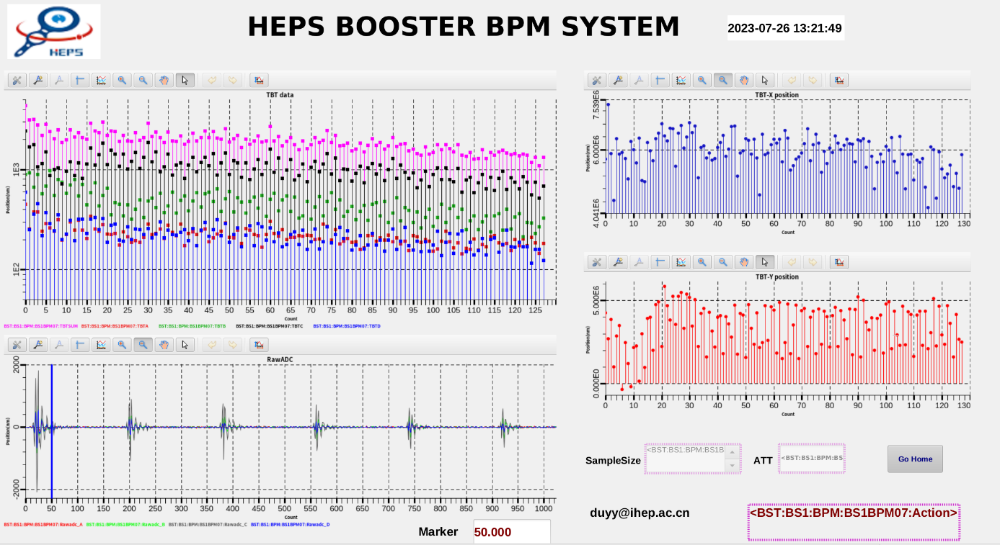 HEPS
HEPS BOOSTER BPM SYSTEM
2023-07-26 13:21:49
TBT data
Position(nm)
1E3
1E2
0 5 10 15 20 25 30 35 40 45 50 55 60 65 70 75 80 85 90 95 100 105 110 115 120 125
Count
BST:BS1:BPM:BS1BPM07:TBTSUM BST:BS1:BPM:BS1BPM07:TBTA BST:BS1:BPM:BS1BPM07:TBTB BST:BS1:BPM:BS1BPM07:TBTC BST:BS1:BPM:BS1BPM07:TBTD
RawADC
Position(nm)
2000
0
-2000
0 50 100 150 200 250 300 350 400 450 500 550 600 650 700 750 800 850 900 950 1000
Count
BST:BS1:BPM:BS1BPM07:Rawadc_A BST:BS1:BPM:BS1BPM07:Rawadc_B BST:BS1:BPM:BS1BPM07:Rawadc_C BST:BS1:BPM:BS1BPM07:Rawadc_D
Marker 50.000
TBT-X position
Position(nm)
7.539E6
6.000E6
4.041E6
0 10 20 30 40 50 60 70 80 90 100 110 120 130
Count
TBT-Y position
Position(nm)
5.000E6
0.000E0
0 10 20 30 40 50 60 70 80 90 100 110 120 130
Count
SampleSize <BST:BS1:BPM:BS1B ATT <BST:BS1:BPM:BS Go Home
duyy@ihep.ac.cn <BST:BS1:BPM:BS1BPM07:Action>